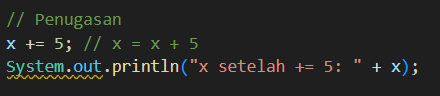 // Penugasan
x += 5; // x = x + 5
System.out.println("x setelah += 5: " + x);